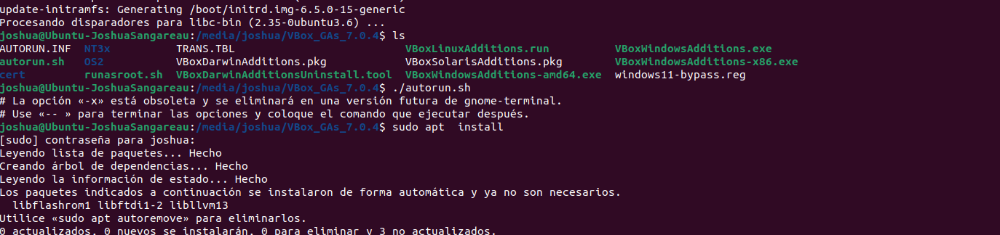 update-initramfs: Generating /boot/initrd.img-6.5.0-15-generic
Procesando disparadores para libc-bin (2.35-0ubuntu3.6) ...
joshua@Ubuntu-JoshuaSangareau:/media/joshua/VBox_GAs_7.0.4$ ls
AUTORUN.INF  NT3x         TRANS.TBL                       VBoxLinuxAdditions.run          VBoxWindowsAdditions.exe
autorun.sh   OS2          VBoxDarwinAdditions.pkg         VBoxSolarisAdditions.pkg        VBoxWindowsAdditions-x86.exe
cert         runasroot.sh  VBoxDarwinAdditionsUninstall.tool  VBoxWindowsAdditions-amd64.exe  windows11-bypass.reg
joshua@Ubuntu-JoshuaSangareau:/media/joshua/VBox_GAs_7.0.4$ ./autorun.sh
# La opción «-x» está obsoleta y se eliminará en una versión futura de gnome-terminal.
# Use «-- » para terminar las opciones y coloque el comando que ejecutar después.
joshua@Ubuntu-JoshuaSangareau:/media/joshua/VBox_GAs_7.0.4$ sudo apt  install
[sudo] contraseña para joshua:
Leyendo lista de paquetes... Hecho
Creando árbol de dependencias... Hecho
Leyendo la información de estado... Hecho
Los paquetes indicados a continuación se instalaron de forma automática y ya no son necesarios.
  libflashrom1 libftdi1-2 libllvm13
Utilice «sudo apt autoremove» para eliminarlos.
0 actualizados, 0 nuevos se instalarán, 0 para eliminar y 3 no actualizados.